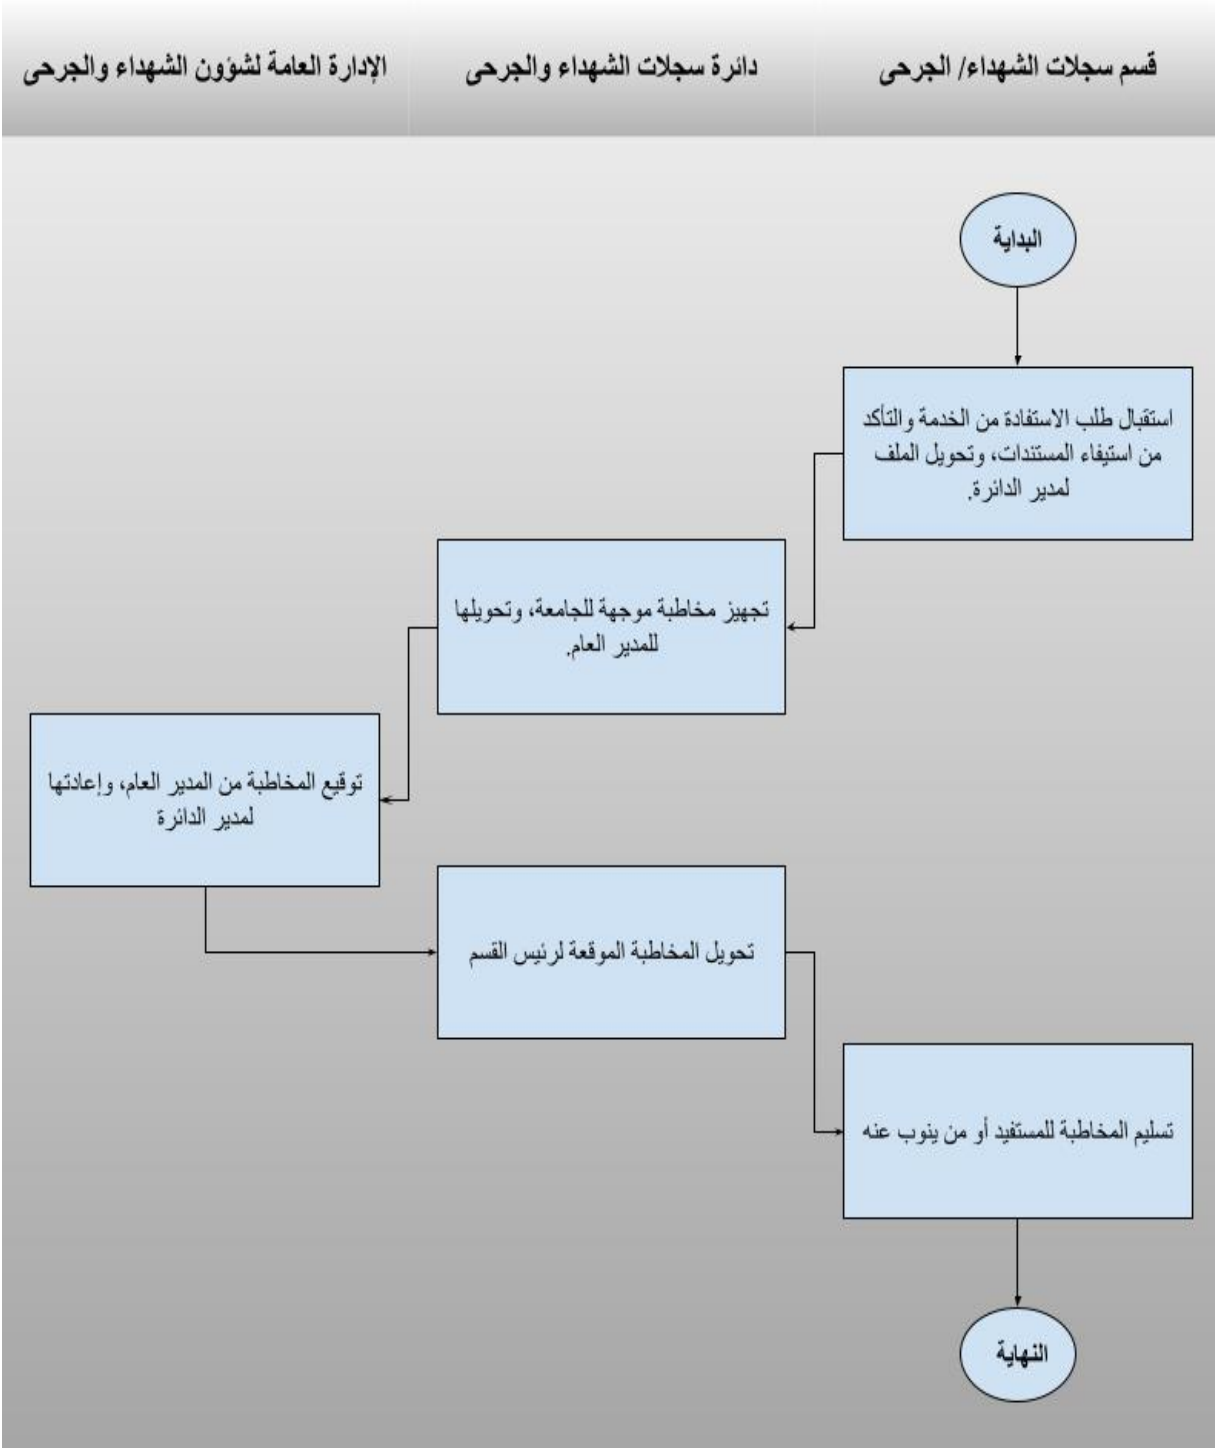 قسم سجلات الشهداء/ الجرحى
دائرة سجلات الشهداء والجرحى
الإدارة العامة لشؤون الشهداء والجرحى
البداية
استقبال طلب الاستفادة من الخدمة والتأكد
من استيفاء المستندات، وتحويل الملف
لمدير الدائرة.
تجهيز مخاطبة موجهة للجامعة، وتحويلها
للمدير العام.
توقيع المخاطبة من المدير العام، وإعادتها
لمدير الدائرة
تحويل المخاطبة الموقعة لرئيس القسم
تسليم المخاطبة للمستفيد أو من ينوب عنه
النهاية